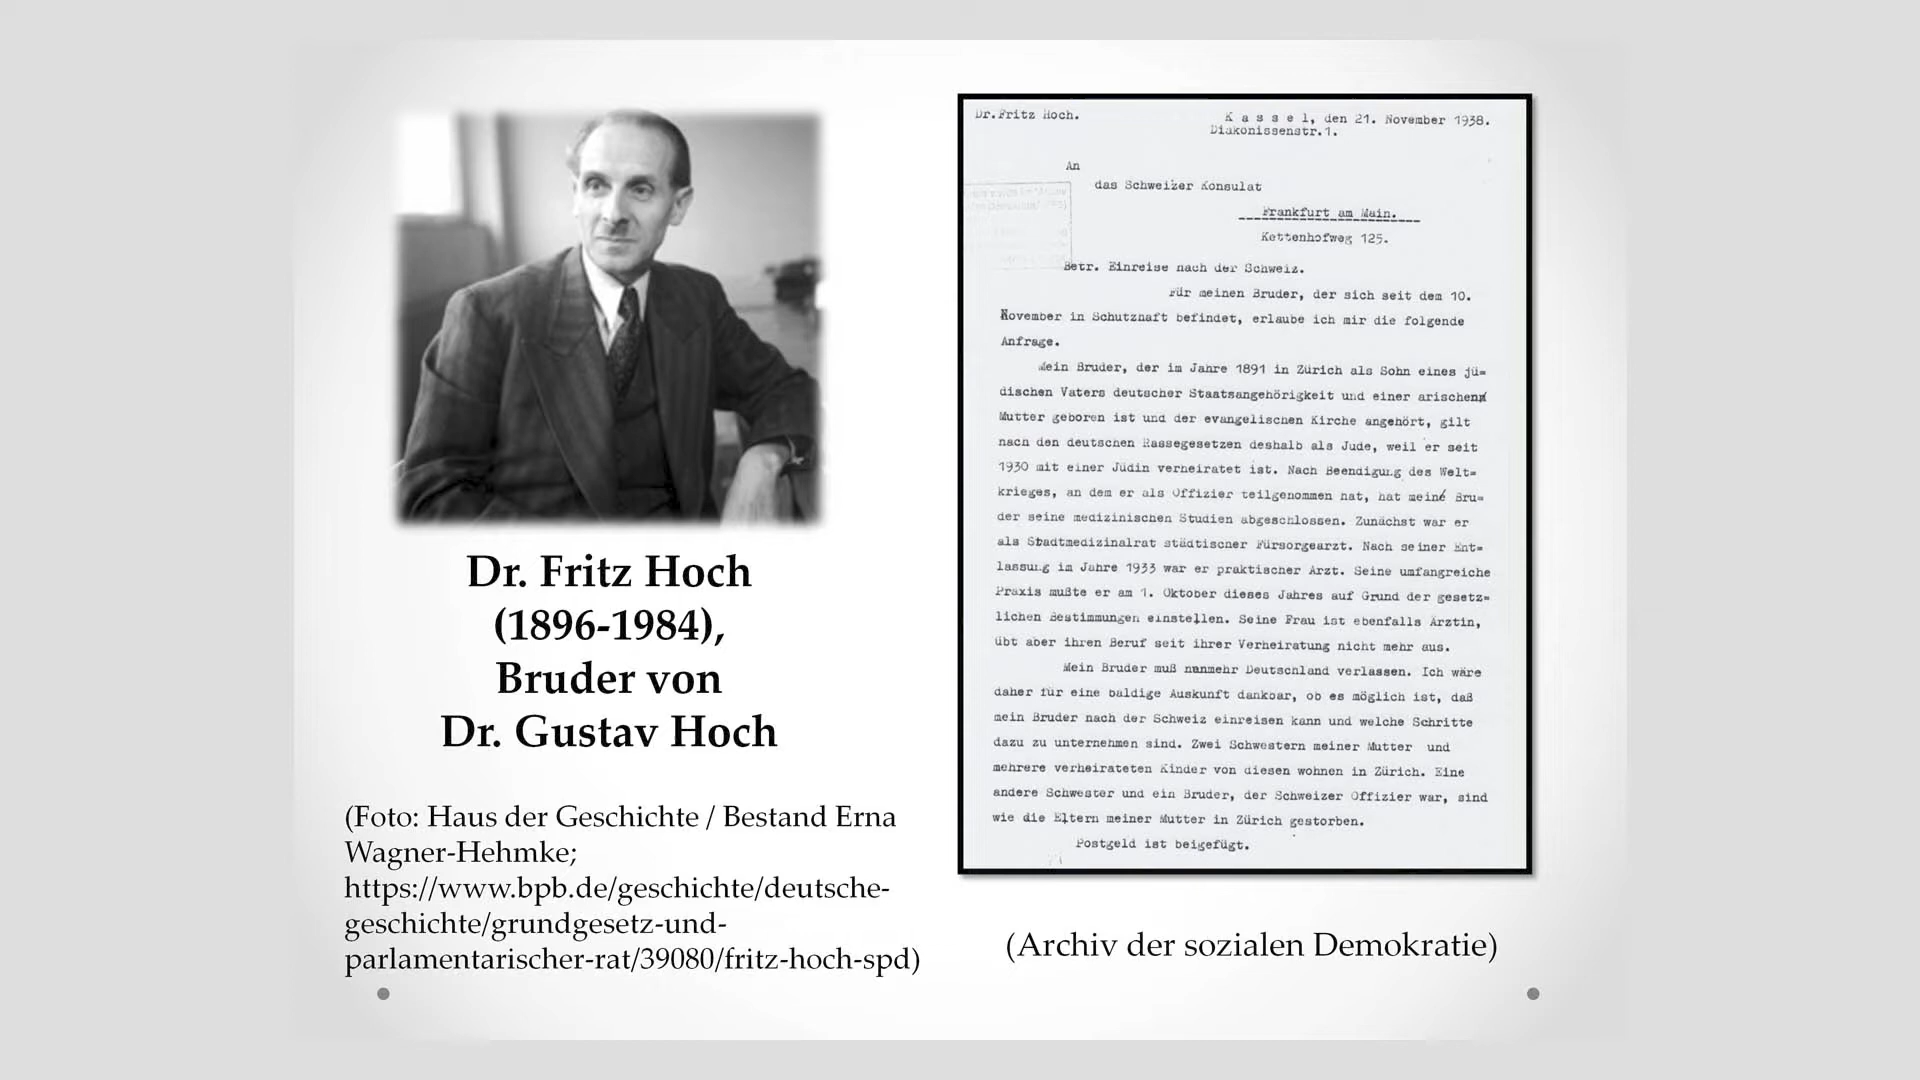 Dr. Fritz Hoch
(1896-1984),
Bruder von
Dr. Gustav Hoch
(Foto: Haus der Geschichte / Bestand Erna
Wagner-Hehmke;
https://www.bpb.de/geschichte/deutsche-
geschichte/grundgesetz-und-
parlamentarischer-rat/39080/fritz-hoch-spd)
Dr.Fritz Hoch.
K a s s e l, den 21. November 1938.
Diakonissenstr.1.
An
das Schweizer Konsulat
Frankfurt am Main.
Kettenhofweg 125.
Betr. Einreise nach der Schweiz.
Für meinen Bruder, der sich seit dem 10.
November in Schutzhaft befindet, erlaube ich mir die folgende
Anfrage.
Mein Bruder, der im Jahre 1891 in Zürich als Sohn eines jü=
dischen Vaters deutscher Staatsangehörigkeit und einer arischen
Mutter geboren ist und der evangelischen Kirche angehört, gilt
nach den deutschen Rassegesetzen deshalb als Jude, weil er seit
1930 mit einer Jüdin verheiratet ist. Nach Beendigung des Welt=
krieges, an dem er als Offizier teilgenommen hat, hat meine Bru=
der seine medizinischen Studien abgeschlossen. Zunächst war er
als Stadtmedizinalrat städtischer Fürsorgearzt. Nach seiner Ent=
lassung im Jahre 1933 war er praktischer Arzt. Seine umfangreiche
Praxis mußte er am 1. Oktober dieses Jahres auf Grund der gesetz=
lichen Bestimmungen einstellen. Seine Frau ist ebenfalls Ärztin,
übt aber ihren Beruf seit ihrer Verheiratung nicht mehr aus.
Mein Bruder muß nunmehr Deutschland verlassen. Ich wäre
daher für eine baldige Auskunft dankbar, ob es möglich ist, daß
mein Bruder nach der Schweiz einreisen kann und welche Schritte
dazu zu unternehmen sind. Zwei Schwestern meiner Mutter und
mehrere verheirateten Kinder von diesen wohnen in Zürich. Eine
andere Schwester und ein Bruder, der Schweizer Offizier war, sind
wie die Eltern meiner Mutter in Zürich gestorben.
Postgeld ist beigefügt.
(Archiv der sozialen Demokratie)